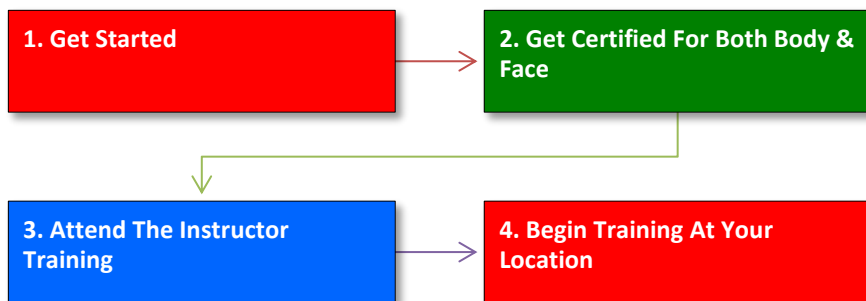 1. Get Started
2. Get Certified For Both Body &
Face
3. Attend The Instructor
Training
4. Begin Training At Your
Location